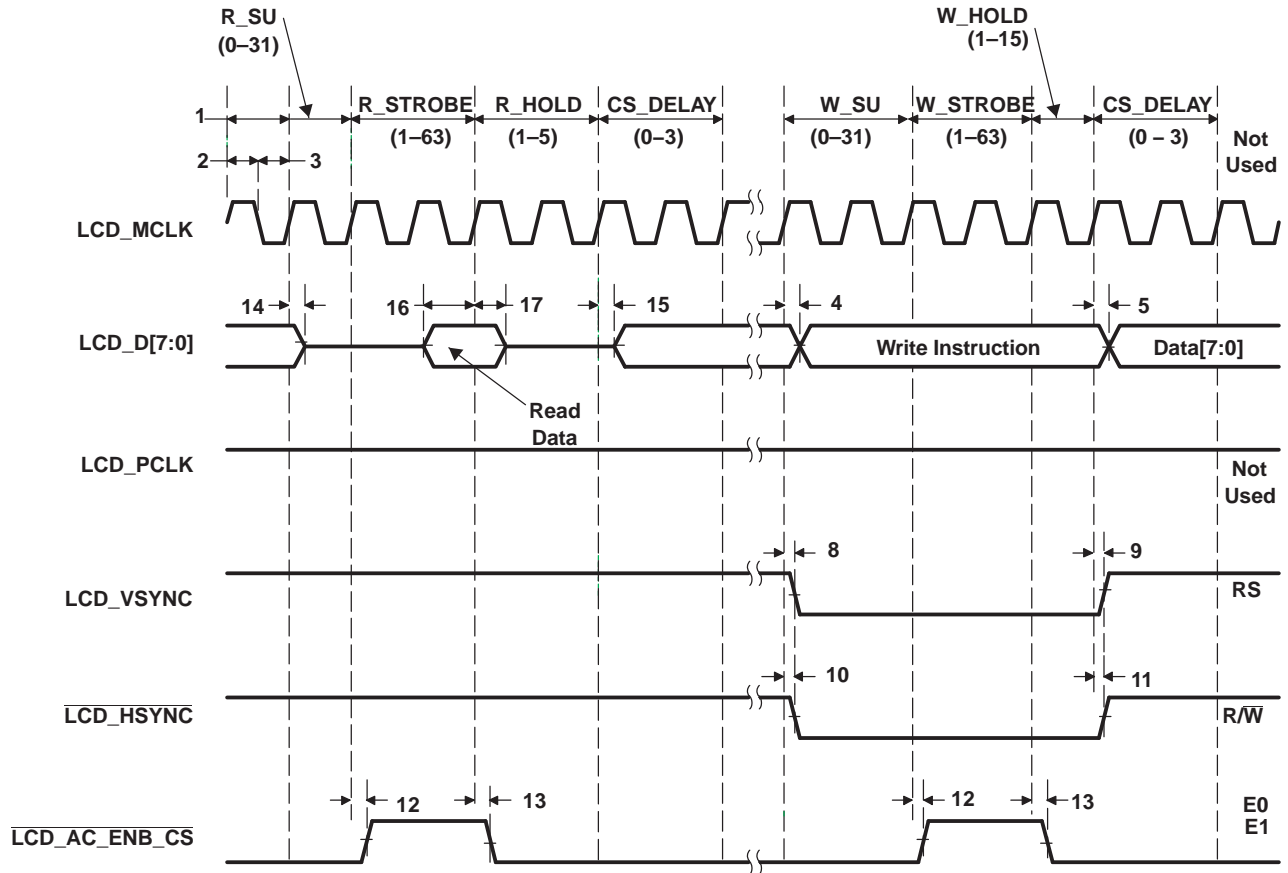 R_SU
(0–31)
W_HOLD
(1–15)
1
R_STROBE
(1–63)
R_HOLD
(1–5)
CS_DELAY
(0–3)
W_SU
(0–31)
W_STROBE
(1–63)
CS_DELAY
(0 – 3)
Not
Used
2
3
LCD_MCLK
14
16
17
15
4
5
LCD_D[7:0]
Write Instruction
Data[7:0]
Read
Data
LCD_PCLK
Not
Used
8
9
LCD_VSYNC
RS
10
11
LCD_HSYNC
R/W
12
13
12
13
E0
E1
LCD_AC_ENB_CS